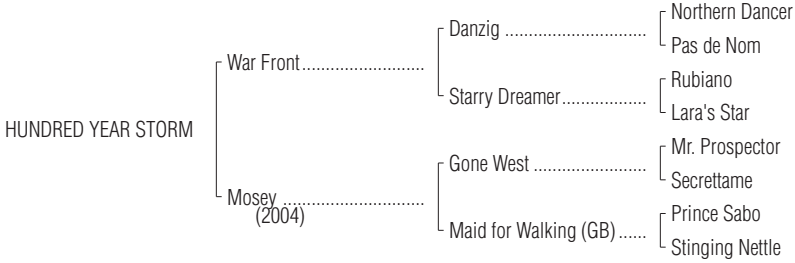 Northern Dancer
Danzig ..............................
Pas de Nom
War Front..........................
Rubiano
Starry Dreamer..................
Lara's Star
HUNDRED YEAR STORM
Mr. Prospector
Gone West ........................
Secrettame
Mosey ..............................
(2004)
Prince Sabo
Maid for Walking (GB) ......
Stinging Nettle